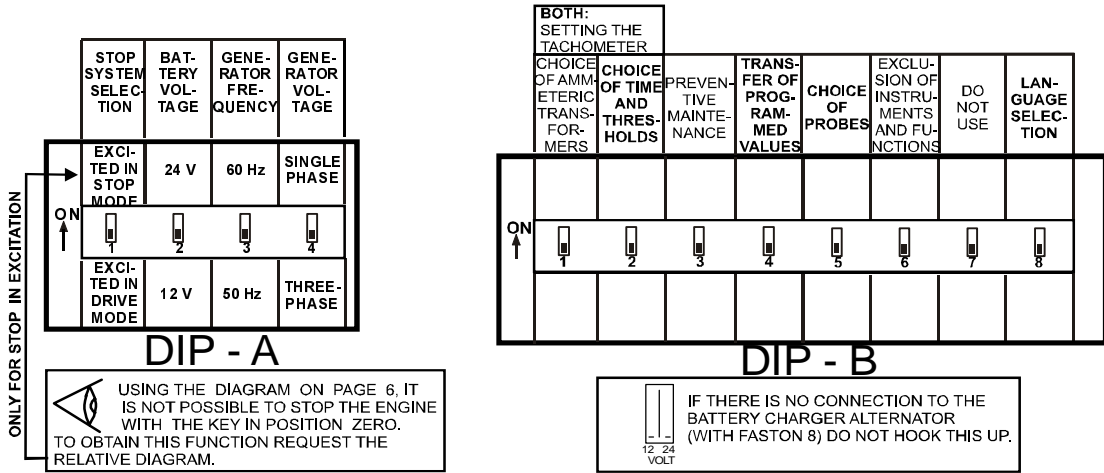 STOP
SYSTEM
SELEC-
TION
BAT-
TERY
VOL-
TAGE
GENE-
RATOR
FRE-
QUENCY
GENE-
RATOR
VOL-
TAGE
EXCI-
TED IN
STOP
MODE
24 V
60 Hz
SINGLE
PHASE
ON
1
2
3
4
EXCI-
TED IN
DRIVE
MODE
12 V
50 Hz
THREE-
PHASE
DIP - A
ONLY FOR STOP IN EXCITATION
USING THE DIAGRAM ON PAGE 6, IT
IS NOT POSSIBLE TO STOP THE ENGINE
WITH THE KEY IN POSITION ZERO.
TO OBTAIN THIS FUNCTION REQUEST THE
RELATIVE DIAGRAM.
BOTH:
SETTING THE
TACHOMETER
CHOICE
OF AMM-
ETERIC
TRANS-
FOR-
MERS
CHOICE
OF TIME
AND
THRES-
HOLDS
PREVEN-
TIVE
MAINTE-
NANCE
TRANS-
FER OF
PROG-
RAM-
MED
VALUES
CHOICE
OF
PROBES
EXCLU-
SION OF
INSTRU-
MENTS
AND FU-
NCTIONS
DO
NOT
USE
LAN-
GUAGE
SELEC-
TION
ON
1
2
3
4
5
6
7
8
DIP - B
12 24
VOLT
IF THERE IS NO CONNECTION TO THE
BATTERY CHARGER ALTERNATOR
(WITH FASTON 8) DO NOT HOOK THIS UP.